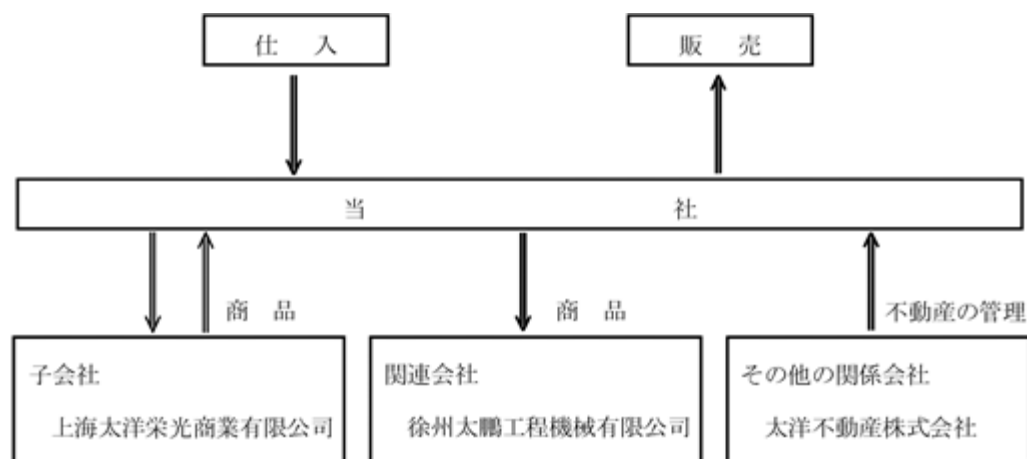 仕 入
販 売
当 社
商 品
商 品
不動産の管理
子会社
上海太洋栄光商業有限公司
関連会社
徐州太鵬工程機械有限公司
その他の関係会社
太洋不動産株式会社